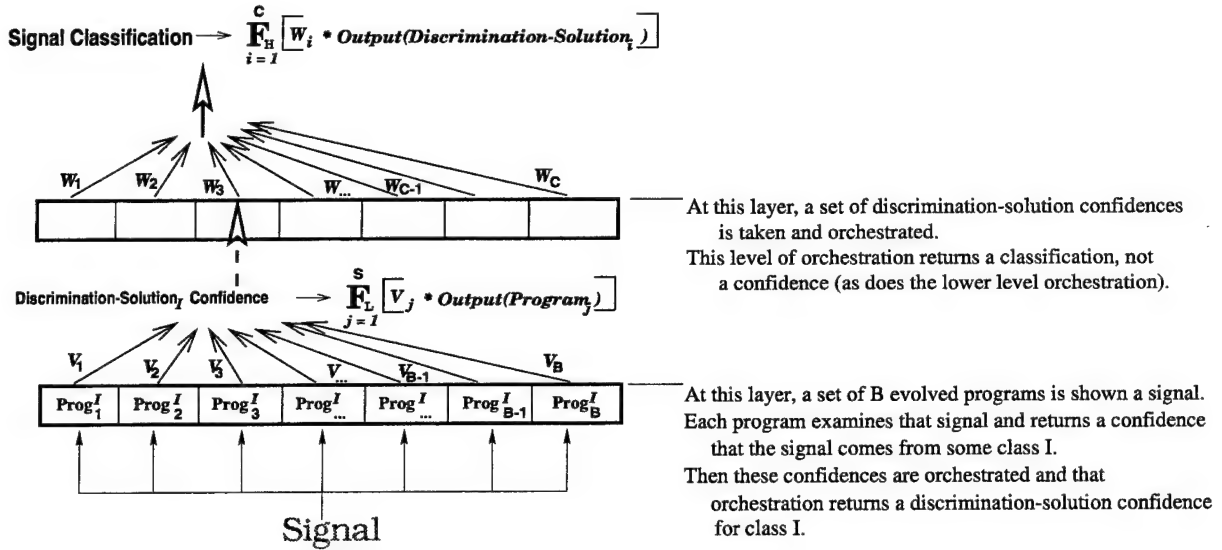 C
Signal Classification → F_H [W_i * Output(Discrimination-Solution_i)]
i = 1
W_1 W_2 W_3 W_... W_C-1 W_C
At this layer, a set of discrimination-solution confidences
is taken and orchestrated.
This level of orchestration returns a classification, not
a confidence (as does the lower level orchestration).
S
Discrimination-Solution_I Confidence → F_L [V_j * Output(Program_j)]
j = 1
V_1 V_2 V_3 V_... V_B-1 V_B
Prog^I_1 Prog^I_2 Prog^I_3 Prog^I_... Prog^I_... Prog^I_B-1 Prog^I_B
At this layer, a set of B evolved programs is shown a signal.
Each program examines that signal and returns a confidence
that the signal comes from some class I.
Then these confidences are orchestrated and that
orchestration returns a discrimination-solution confidence
for class I.
Signal